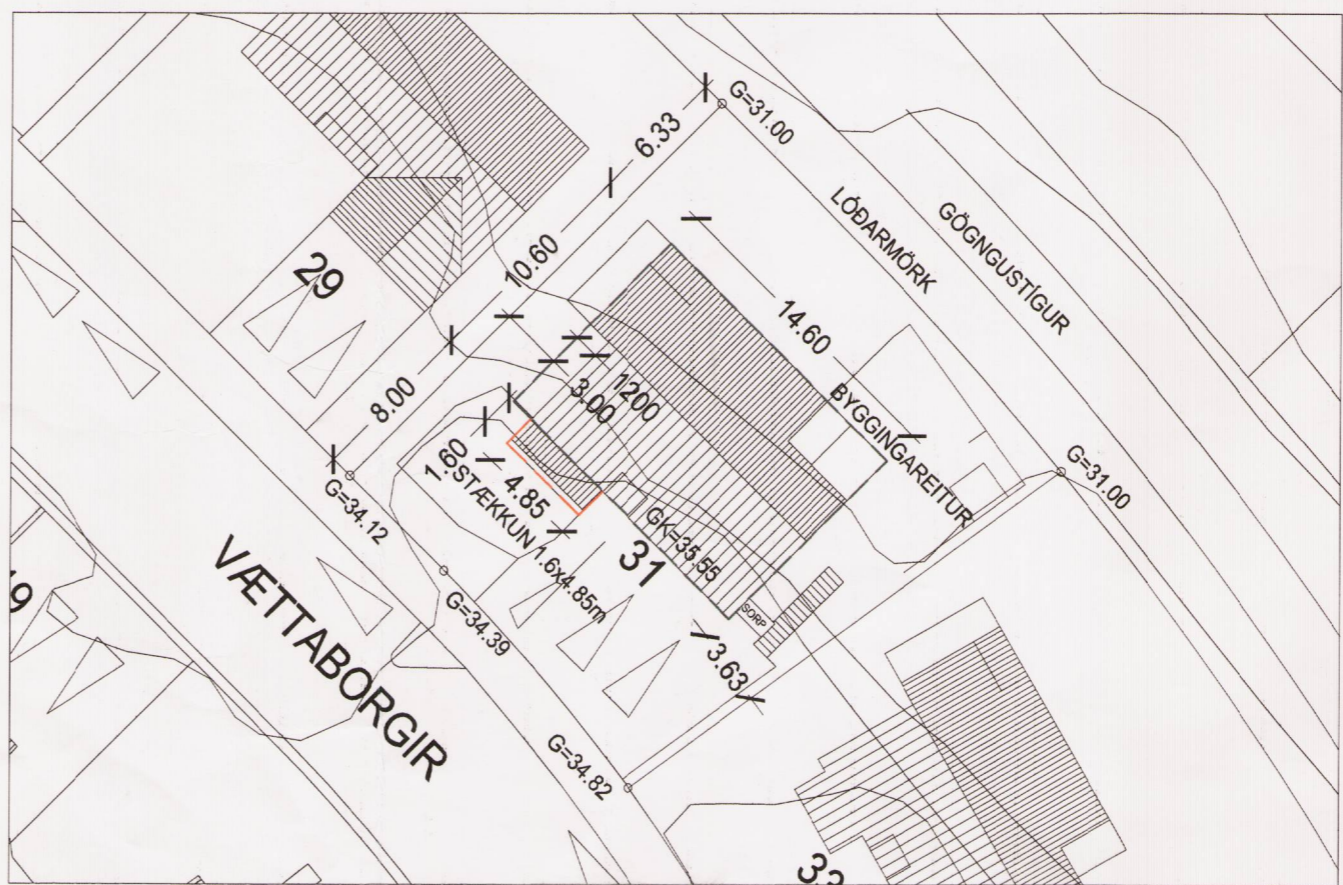 G=31.00
6.33
LÓÐARMÖRK
GÖGNGUSTÍGUR
10.60
29
14.60
8.00
1200
3.00
BYGGINGAREITUR
G=31.00
1.60
4.85
STÆKKUN 1.6X4.85m
G=34.12
GK=35.55
31
SORP
G=34.39
3.63
VÆTTABORGIR
G=34.82
33